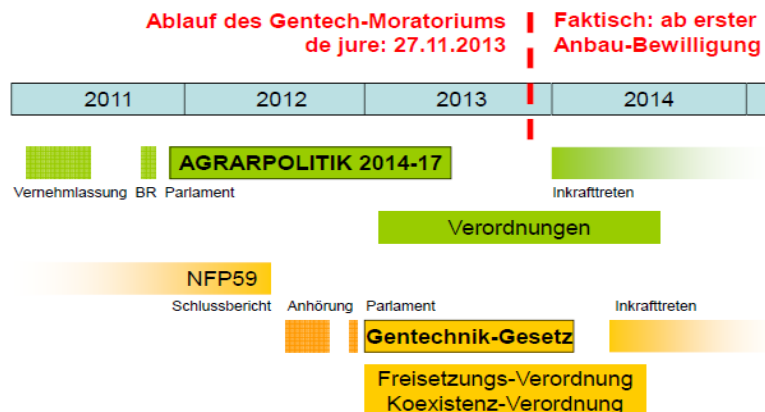 Ablauf des Gentech-Moratoriums
de jure: 27.11.2013
Faktisch: ab erster
Anbau-Bewilligung
2011
2012
2013
2014
AGRARPOLITIK 2014-17
Vernehmlassung
BR
Parlament
Inkrafttreten
Verordnungen
NFP59
Schlussbericht
Anhörung
Parlament
Inkrafttreten
Gentechnik-Gesetz
Freisetzungs-Verordnung
Koexistenz-Verordnung